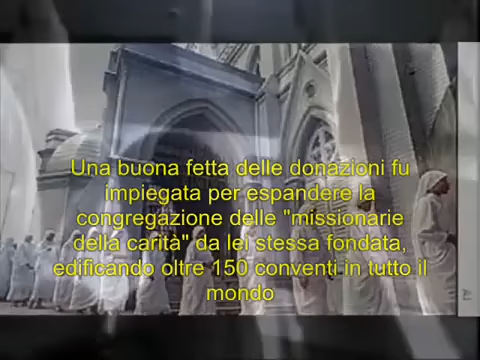 Una buona fetta delle donazioni fu
impiegata per espandere la
congregazione delle "missionarie
della carità" da lei stessa fondata,
edificando oltre 150 conventi in tutto il
mondo